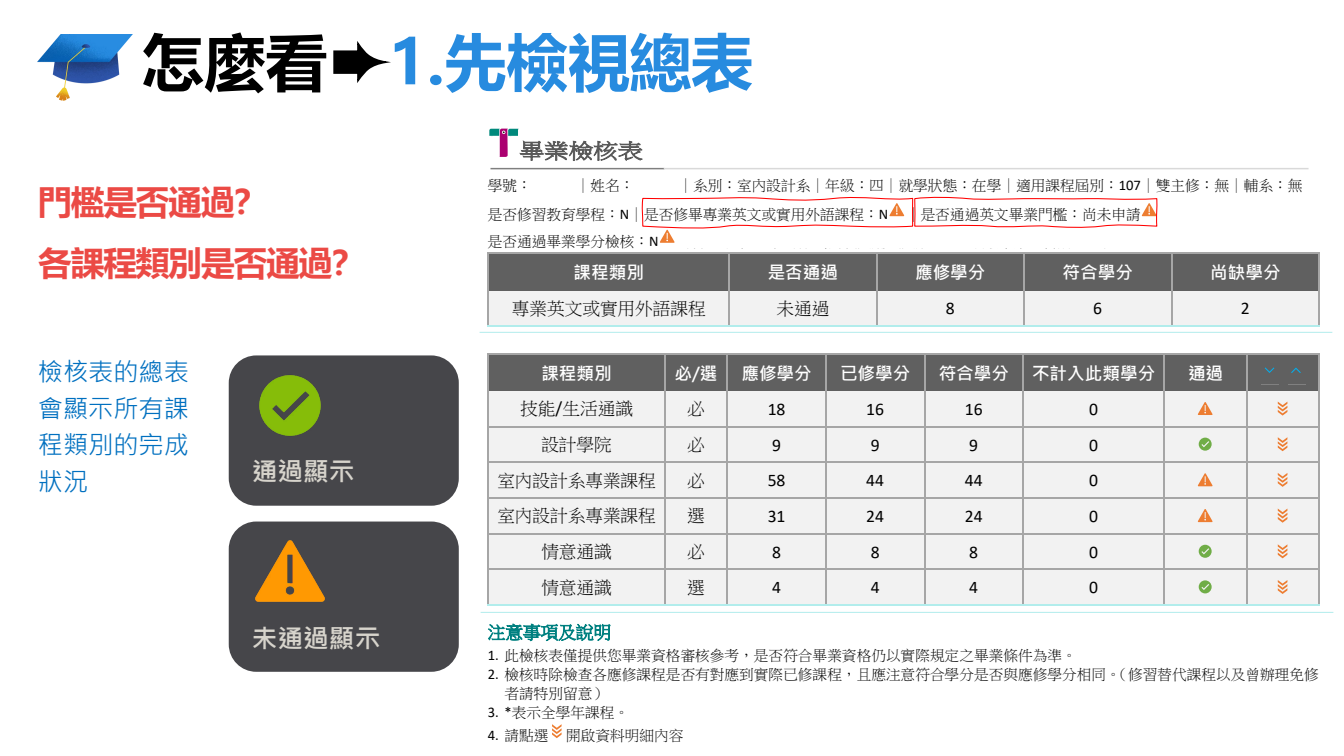 怎麼看➡1.先檢視總表
門檻是否通過?
各課程類別是否通過?
檢核表的總表
會顯示所有課
程類別的完成
狀況
通過顯示
未通過顯示
畢業檢核表
學號： |姓名： |系別：室內設計系|年級：四|就學狀態：在學|適用課程屆別：107|雙主修：無|輔系：無
是否修習教育學程：N|是否修畢專業英文或實用外語課程：N 是否通過英文畢業門檻：尚未申請
是否通過畢業學分檢核：N
課程類別 是否通過 應修學分 符合學分 尚缺學分
專業英文或實用外語課程 未通過 8 6 2
課程類別 必/選 應修學分 已修學分 符合學分 不計入此類學分 通過
技能/生活通識 必 18 16 16 0
設計學院 必 9 9 9 0
室內設計系專業課程 必 58 44 44 0
室內設計系專業課程 選 31 24 24 0
情意通識 必 8 8 8 0
情意通識 選 4 4 4 0
注意事項及說明
1. 此檢核表僅提供您畢業資格審核參考，是否符合畢業資格仍以實際規定之畢業條件為準。
2. 檢核時除檢查各應修課程是否有對應到實際已修課程，且應注意符合學分是否與應修學分相同。(修習替代課程以及曾辦理免修
者請特別留意)
3. *表示全學年課程。
4. 請點選 開啟資料明細內容